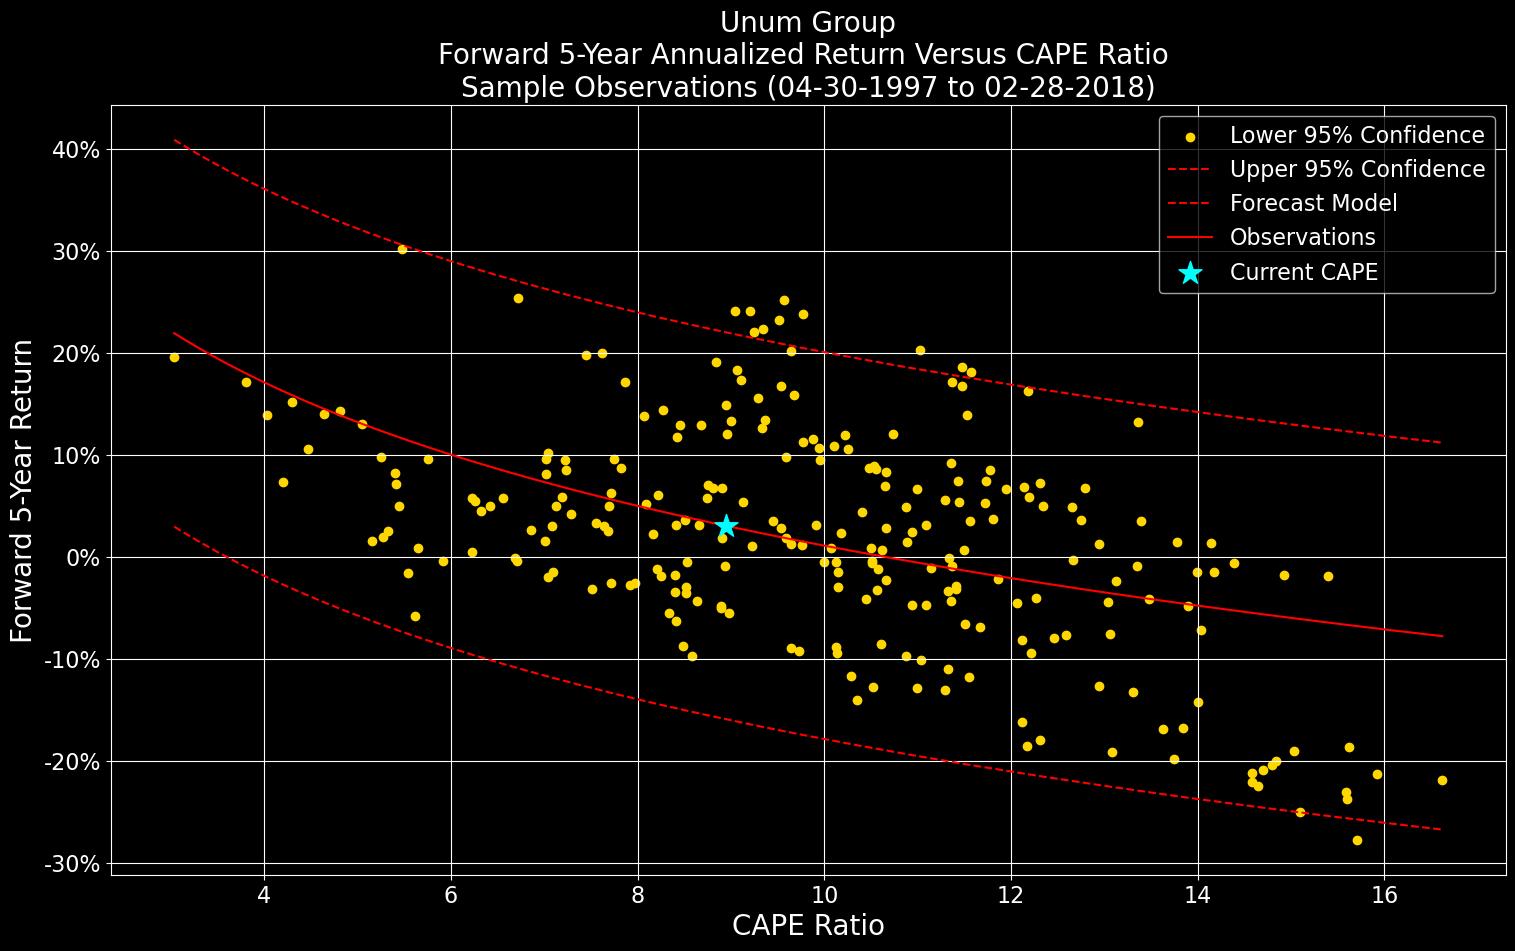 Unum Group
Forward 5-Year Annualized Return Versus CAPE Ratio
Sample Observations (04-30-1997 to 02-28-2018)
Lower 95% Confidence
Upper 95% Confidence
Forecast Model
Observations
Current CAPE
Forward 5-Year Return
40%
30%
20%
10%
0%
-10%
-20%
-30%
4 6 8 10 12 14 16
CAPE Ratio